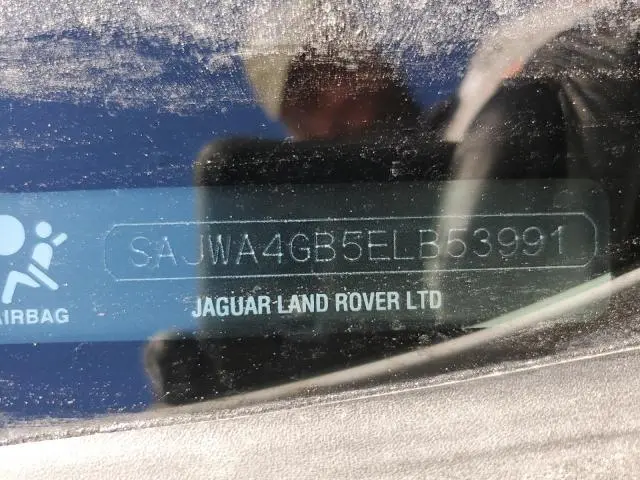 SAJWA4GB5ELB53991
AIRBAG
JAGUAR LAND ROVER LTD